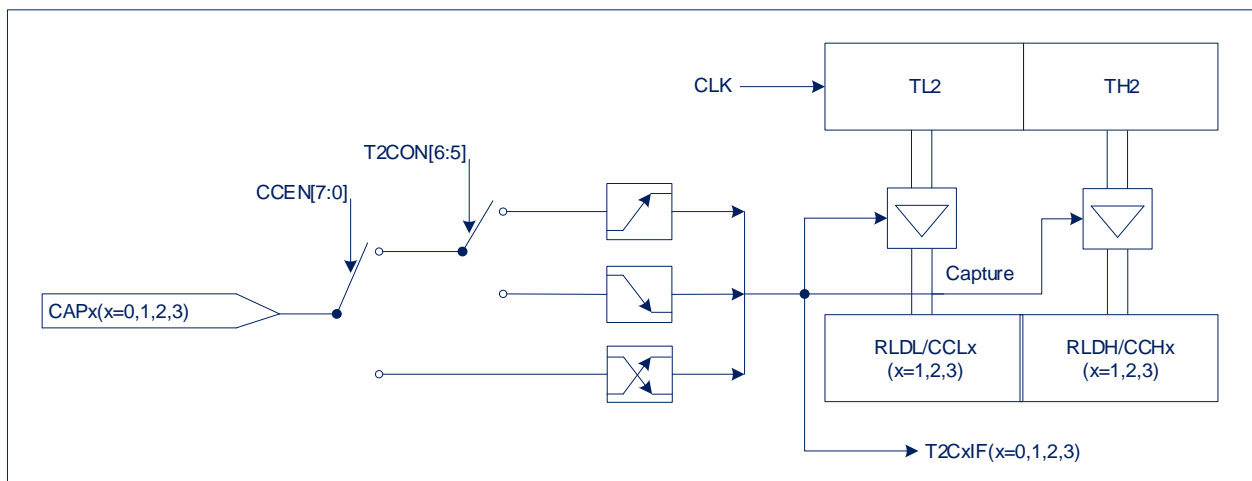 CLK
TL2
TH2
T2CON[6:5]
CCEN[7:0]
Capture
CAPx(x=0,1,2,3)
RLDL/CCLx
(x=1,2,3)
RLDH/CCHx
(x=1,2,3)
T2CxIF(x=0,1,2,3)